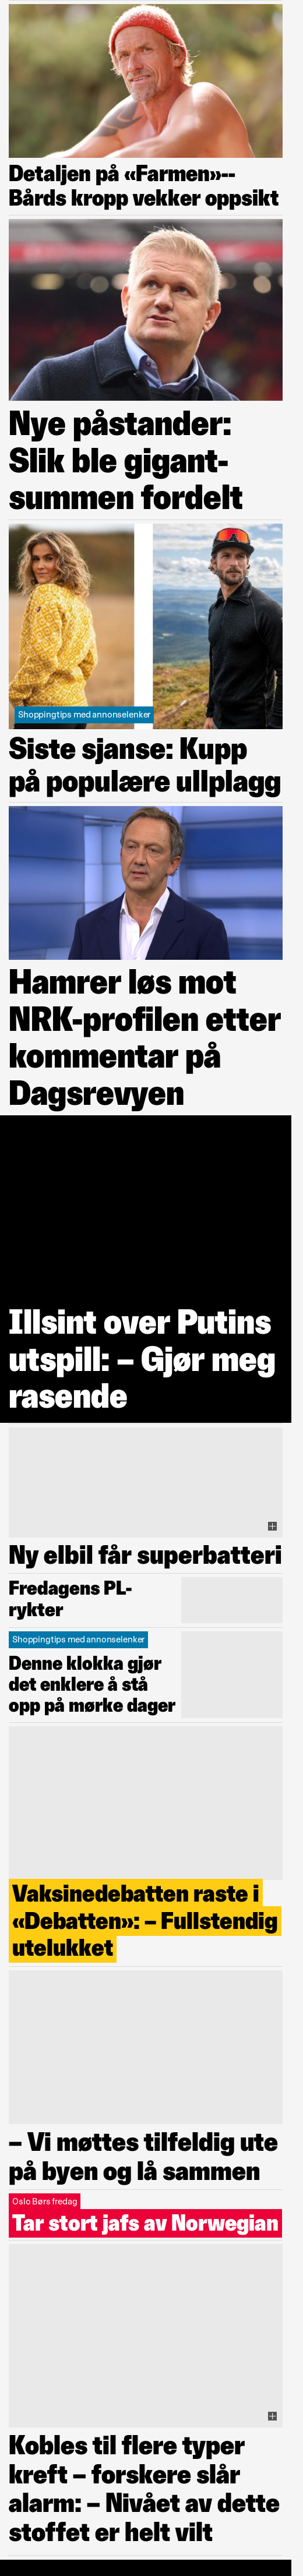 Detaljen på «Farmen»--
Bårds kropp vekker oppsikt
Nye påstander:
Slik ble gigant-
summen fordelt
Shoppingtips med annonselenker
Siste sjanse: Kupp
på populære ullplagg
Hamrer løs mot
NRK-profilen etter
kommentar på
Dagsrevyen
Illsint over Putins
utspill: – Gjør meg
rasende
Ny elbil får superbatteri
Fredagens PL-
rykter
Shoppingtips med annonselenker
Denne klokka gjør
det enklere å stå
opp på mørke dager
Vaksinedebatten raste i
«Debatten»: – Fullstendig
utelukket
– Vi møttes tilfeldig ute
på byen og lå sammen
Oslo Børs fredag
Tar stort jafs av Norwegian
Kobles til flere typer
kreft – forskere slår
alarm: – Nivået av dette
stoffet er helt vilt